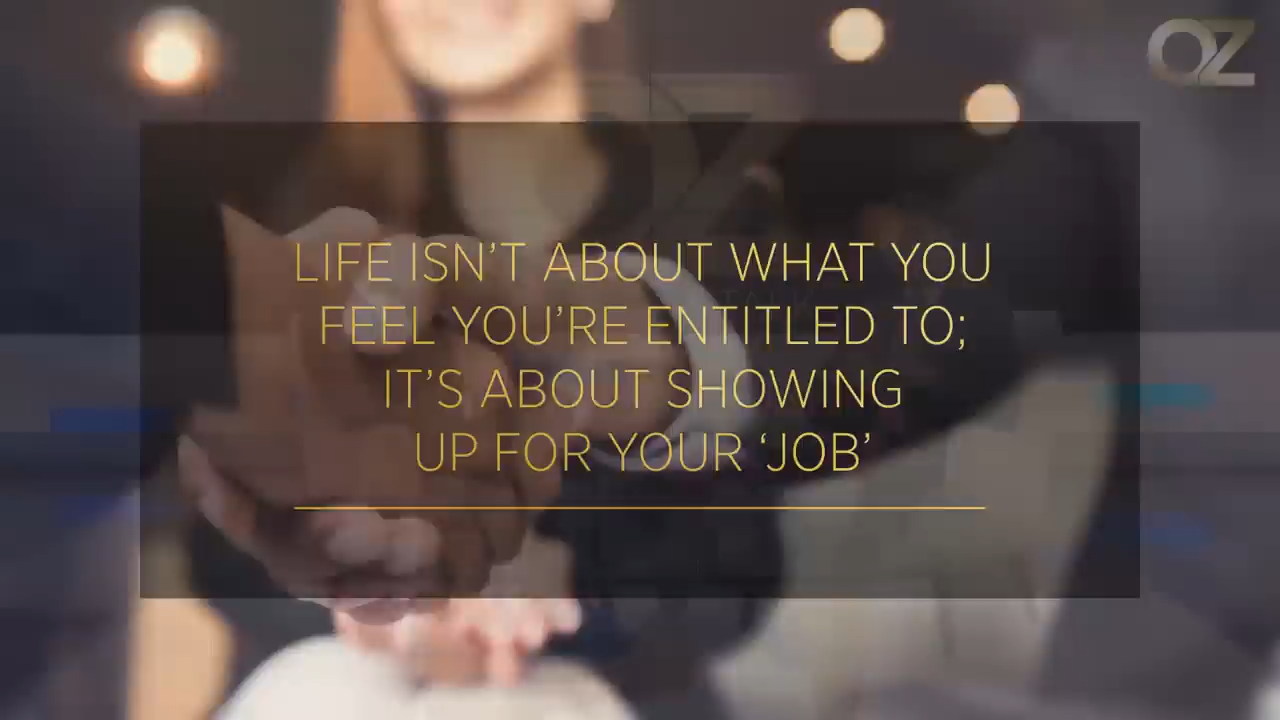 OZ
LIFE ISN’T ABOUT WHAT YOU
FEEL YOU’RE ENTITLED TO;
IT’S ABOUT SHOWING
UP FOR YOUR ‘JOB’